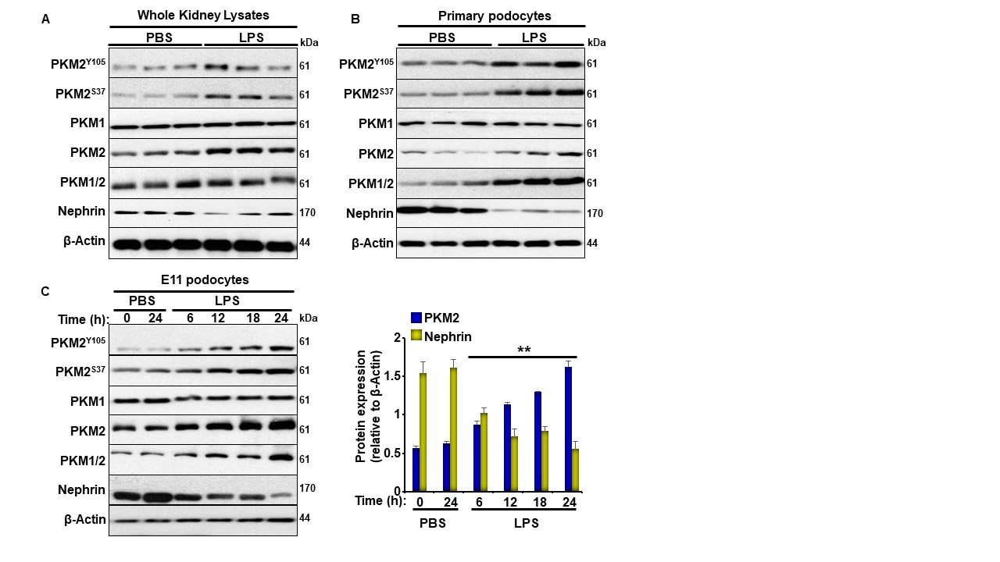 A
Whole Kidney Lysates
PBS LPS
kDa
PKM2Y105 61
PKM2S37 61
PKM1 61
PKM2 61
PKM1/2 61
Nephrin 170
β-Actin 44
B
Primary podocytes
PBS LPS
kDa
PKM2Y105 61
PKM2S37 61
PKM1 61
PKM2 61
PKM1/2 61
Nephrin 170
β-Actin 44
C
E11 podocytes
PBS LPS
Time (h): 0 24 6 12 18 24 kDa
PKM2Y105 61
PKM2S37 61
PKM1 61
PKM2 61
PKM1/2 61
Nephrin 170
β-Actin 44
PKM2
Nephrin
**
Protein expression
(relative to β-Actin)
2
1.5
1
0.5
0
Time (h): 0 24 6 12 18 24
PBS LPS